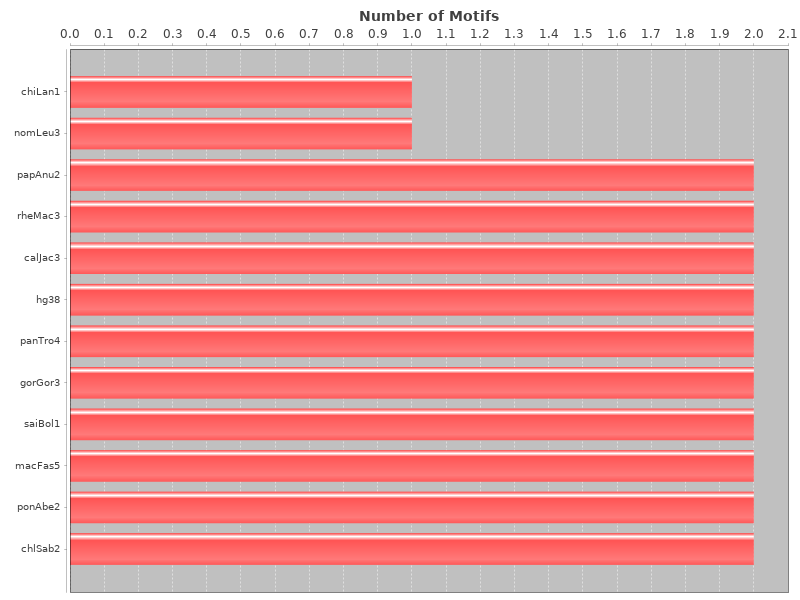 Number of Motifs
0.0 0.1 0.2 0.3 0.4 0.5 0.6 0.7 0.8 0.9 1.0 1.1 1.2 1.3 1.4 1.5 1.6 1.7 1.8 1.9 2.0 2.1
chiLan1
nomLeu3
papAnu2
rheMac3
calJac3
hg38
panTro4
gorGor3
saiBol1
macFas5
ponAbe2
chlSab2